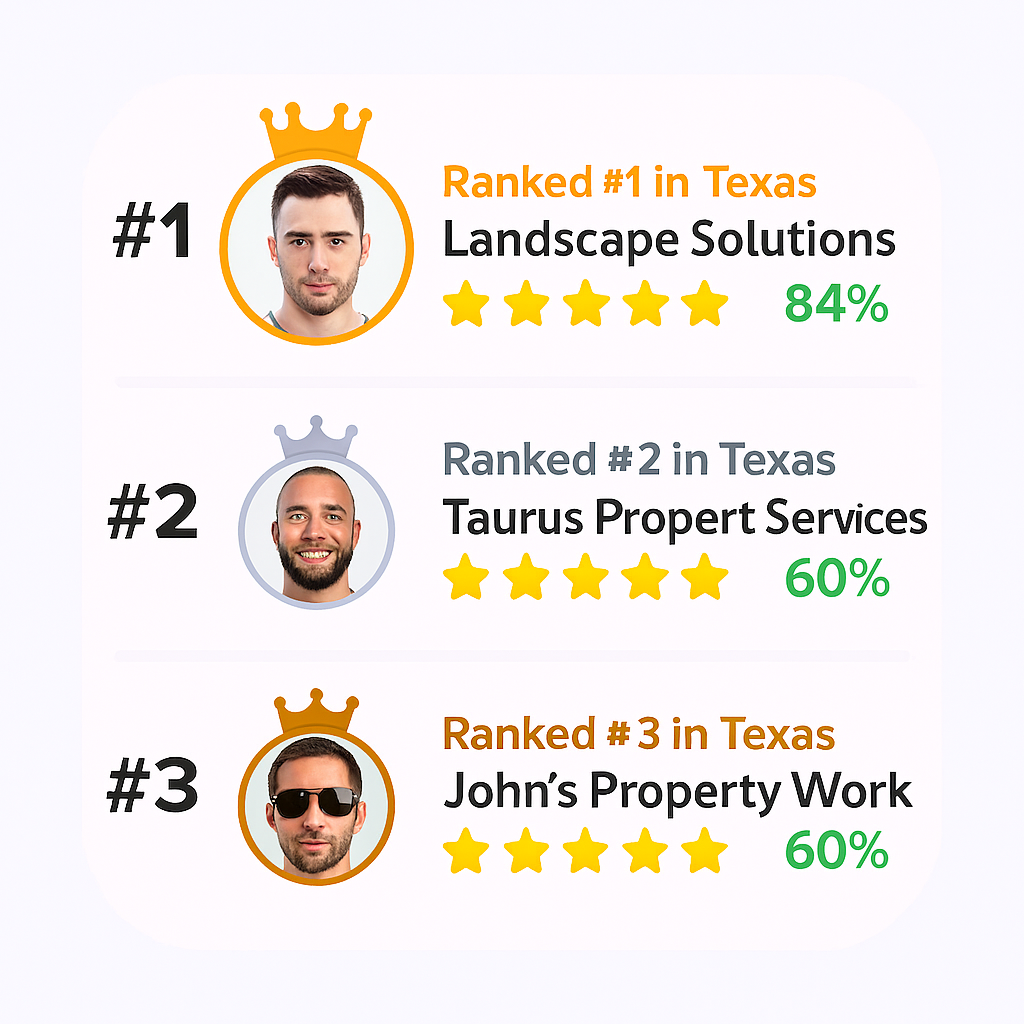 #1
Ranked #1 in Texas
Landscape Solutions
84%
#2
Ranked #2 in Texas
Taurus Propert Services
60%
#3
Ranked #3 in Texas
John's Property Work
60%